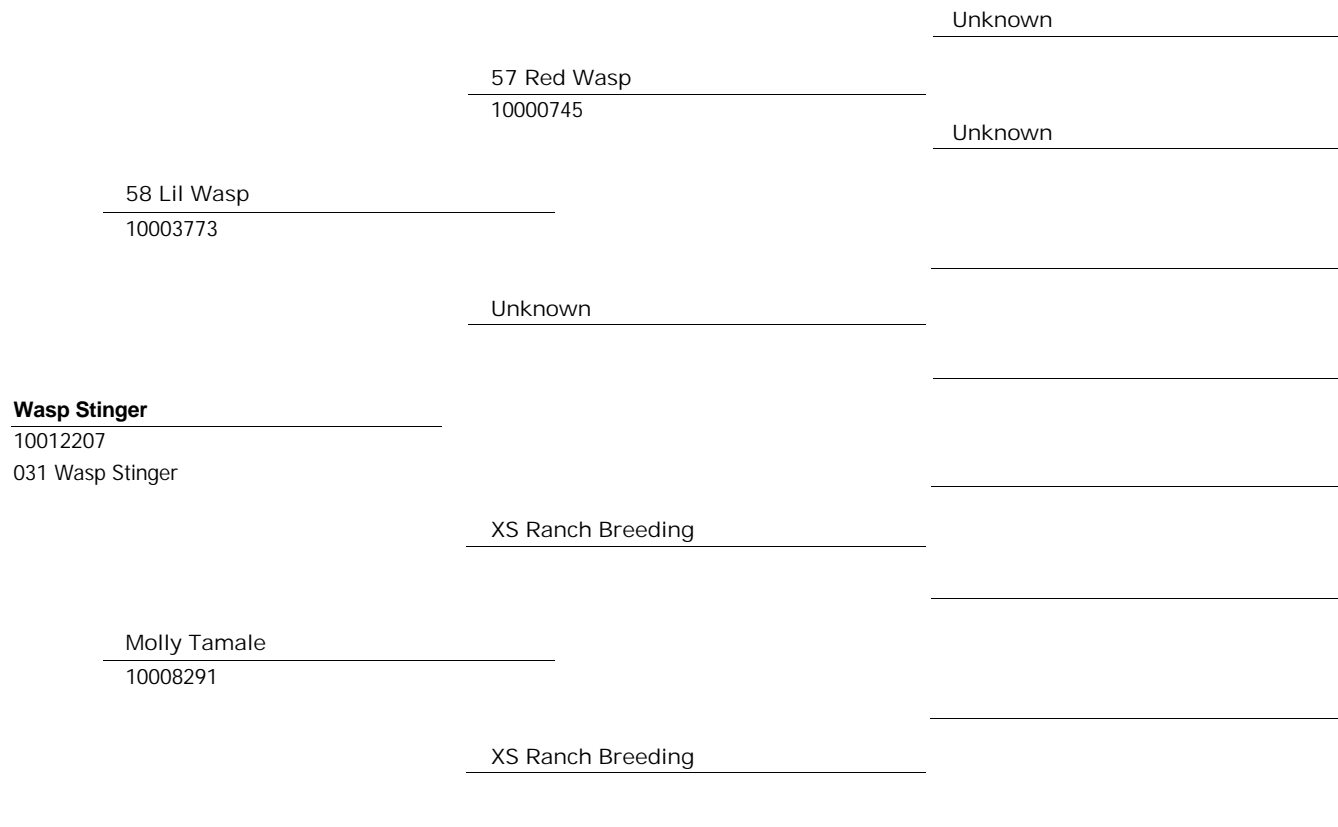 Unknown
57 Red Wasp
10000745
Unknown
58 Lil Wasp
10003773
Unknown
Wasp Stinger
10012207
031 Wasp Stinger
XS Ranch Breeding
Molly Tamale
10008291
XS Ranch Breeding